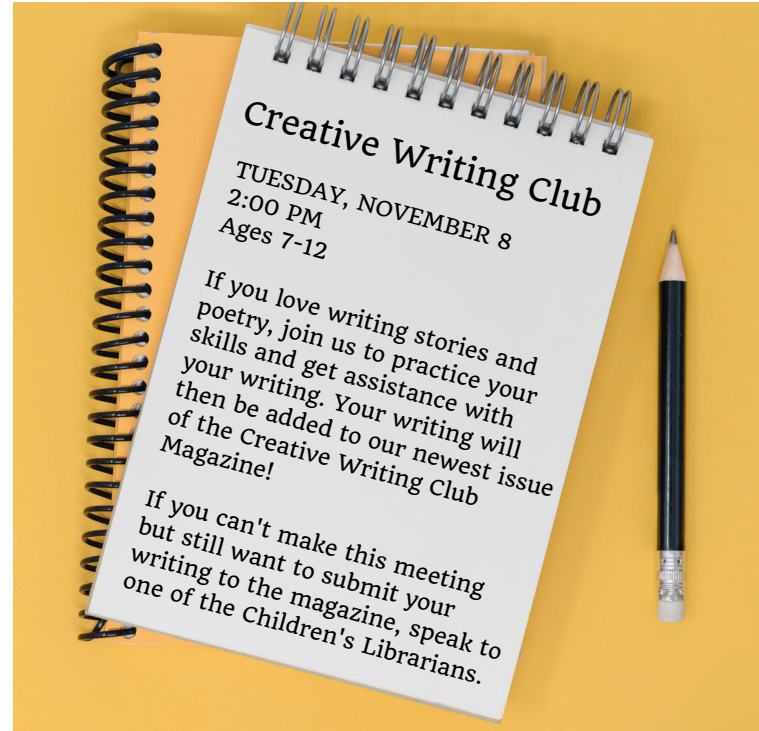 Creative Writing Club
TUESDAY, NOVEMBER 8
2:00 PM
Ages 7-12
If you love writing stories and
poetry, join us to practice your
skills and get assistance with
your writing. Your writing will
then be added to our newest issue
of the Creative Writing Club
Magazine!
If you can't make this meeting
but still want to submit your
writing to the magazine, speak to
one of the Children's Librarians.